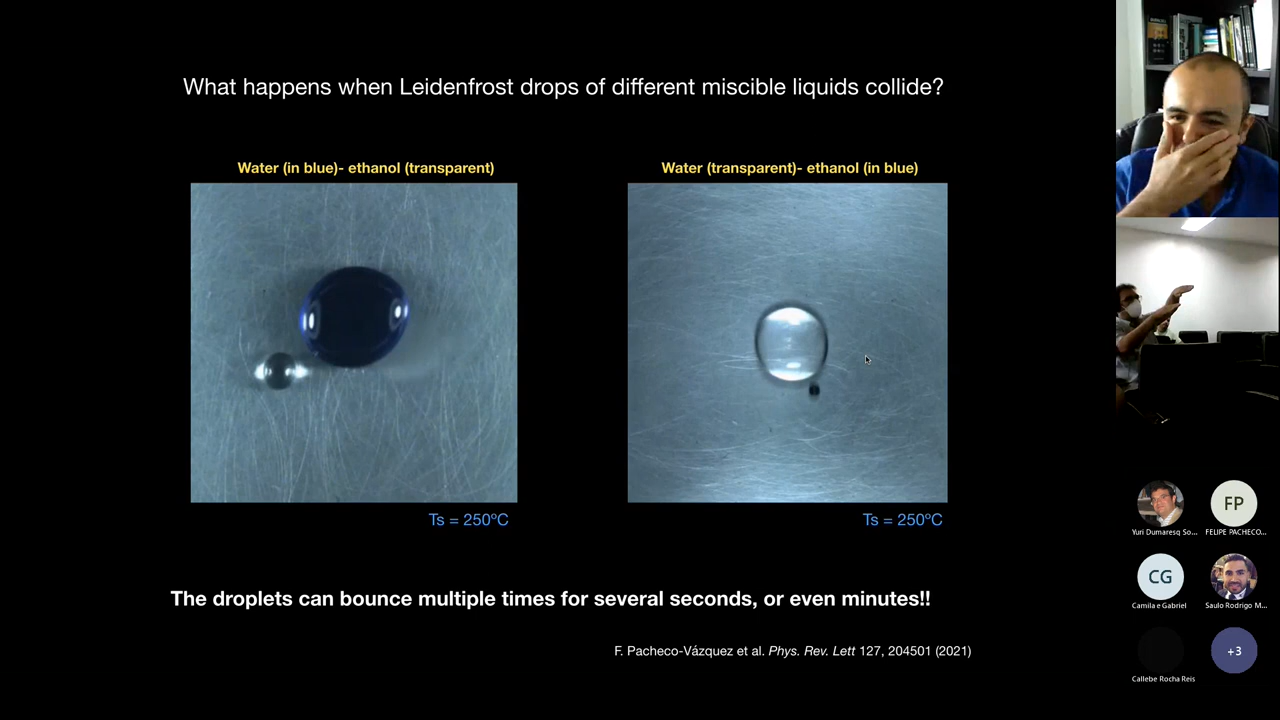 What happens when Leidenfrost drops of different miscible liquids collide?
Water (in blue)- ethanol (transparent)
Water (transparent)- ethanol (in blue)
Ts = 250ºC
Ts = 250ºC
The droplets can bounce multiple times for several seconds, or even minutes!!
F. Pacheco-Vázquez et al. Phys. Rev. Lett 127, 204501 (2021)
FP
Yuri Dumaresq So...
FELIPE PACHECO...
CG
Camila e Gabriel
Saulo Rodrigo M...
+3
Callebe Rocha Reis